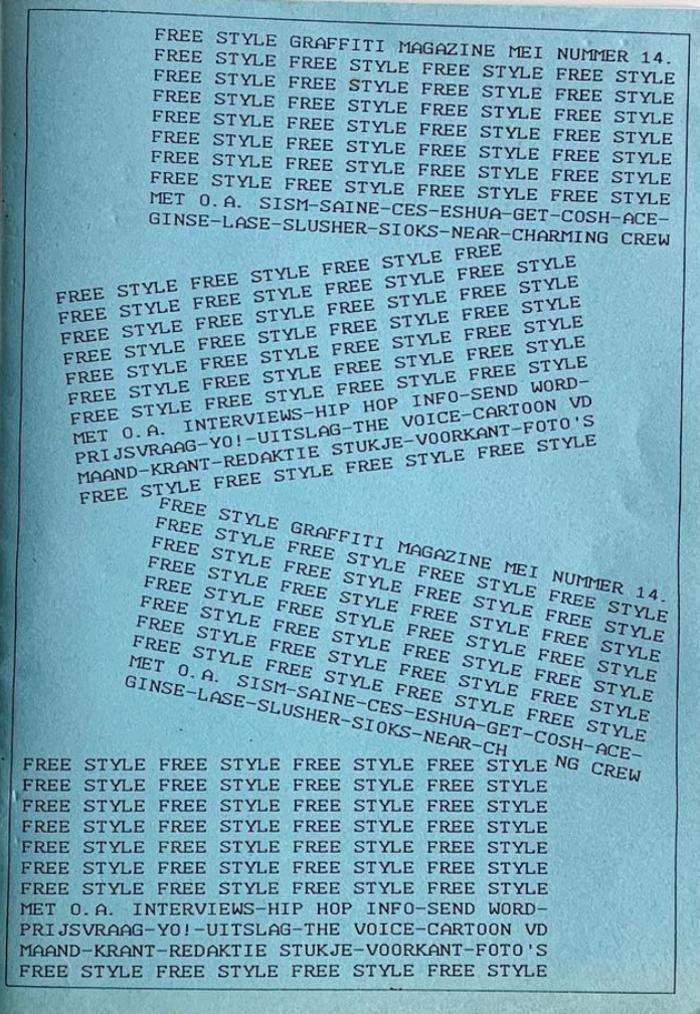 FREE STYLE GRAFFITI MAGAZINE MEI NUMMER 14.
FREE STYLE FREE STYLE FREE STYLE FREE STYLE
FREE STYLE FREE STYLE FREE STYLE FREE STYLE
FREE STYLE FREE STYLE FREE STYLE FREE STYLE
FREE STYLE FREE STYLE FREE STYLE FREE STYLE
FREE STYLE FREE STYLE FREE STYLE FREE STYLE
FREE STYLE FREE STYLE FREE STYLE FREE STYLE
FREE STYLE FREE STYLE FREE STYLE FREE STYLE
MET O.A. SISM-SAINE-CES-ESHUA-GET-COSH-ACE-
GINSE-LASE-SLUSHER-SIOKS-NEAR-CHARMING CREW
FREE STYLE FREE STYLE FREE STYLE FREE
FREE STYLE FREE STYLE FREE STYLE FREE STYLE
FREE STYLE FREE STYLE FREE STYLE FREE STYLE
FREE STYLE FREE STYLE FREE STYLE FREE STYLE
FREE STYLE FREE STYLE FREE STYLE FREE STYLE
FREE STYLE FREE STYLE FREE STYLE FREE STYLE
FREE STYLE FREE STYLE FREE STYLE FREE STYLE
MET O.A. INTERVIEWS-HIP HOP INFO-SEND WORD-
PRIJSVRAAG-YO!-UITSLAG-THE VOICE-CARTOON VD
MAAND-KRANT-REDAKTIE STUKJE-VOORKANT-FOTO'S
FREE STYLE FREE STYLE FREE STYLE FREE STYLE
FREE STYLE GRAFFITI MAGAZINE MEI NUMMER 14.
FREE STYLE FREE STYLE FREE STYLE FREE STYLE
FREE STYLE FREE STYLE FREE STYLE FREE STYLE
FREE STYLE FREE STYLE FREE STYLE FREE STYLE
FREE STYLE FREE STYLE FREE STYLE FREE STYLE
FREE STYLE FREE STYLE FREE STYLE FREE STYLE
FREE STYLE FREE STYLE FREE STYLE FREE STYLE
FREE STYLE FREE STYLE FREE STYLE FREE STYLE
MET O.A. SISM-SAINE-CES-ESHUA-GET-COSH-ACE-
GINSE-LASE-SLUSHER-SIOKS-NEAR-CH NG CREW
FREE STYLE FREE STYLE FREE STYLE FREE STYLE
FREE STYLE FREE STYLE FREE STYLE FREE STYLE
FREE STYLE FREE STYLE FREE STYLE FREE STYLE
FREE STYLE FREE STYLE FREE STYLE FREE STYLE
FREE STYLE FREE STYLE FREE STYLE FREE STYLE
FREE STYLE FREE STYLE FREE STYLE FREE STYLE
FREE STYLE FREE STYLE FREE STYLE FREE STYLE
MET O.A. INTERVIEWS-HIP HOP INFO-SEND WORD-
PRIJSVRAAG-YO!-UITSLAG-THE VOICE-CARTOON VD
MAAND-KRANT-REDAKTIE STUKJE-VOORKANT-FOTO'S
FREE STYLE FREE STYLE FREE STYLE FREE STYLE